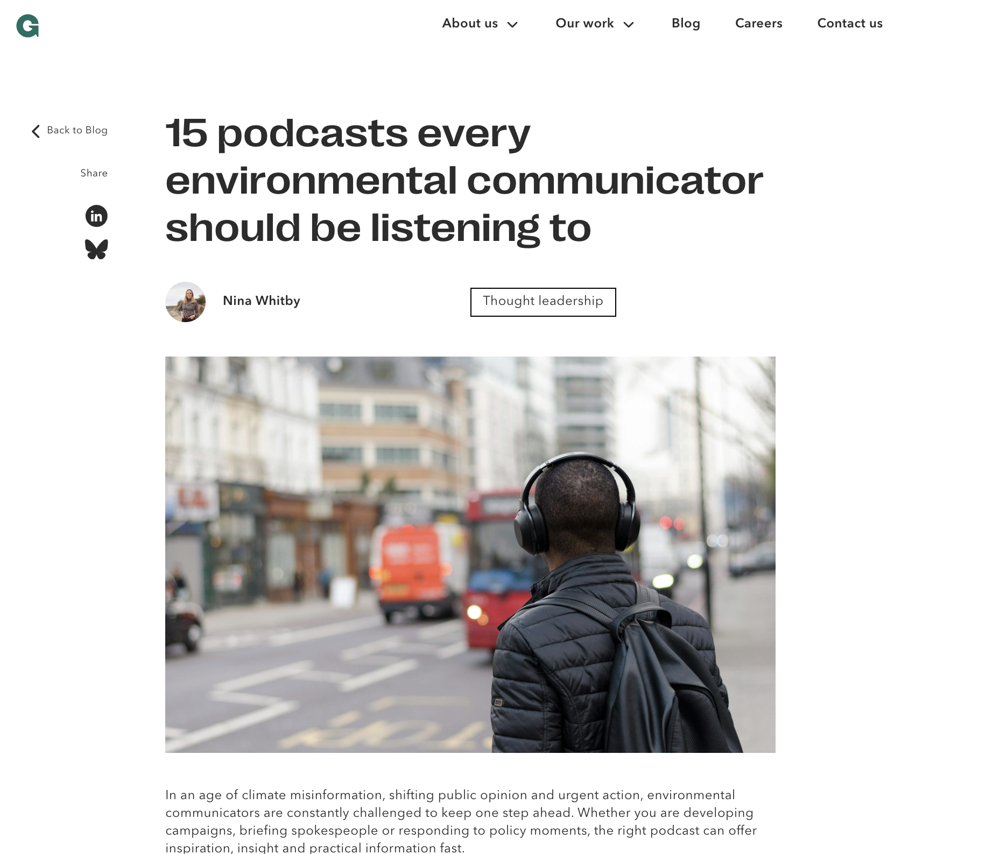 About us
Our work
Blog
Careers
Contact us
Back to Blog
Share
in
15 podcasts every
environmental communicator
should be listening to
Nina Whitby
Thought leadership
In an age of climate misinformation, shifting public opinion and urgent action, environmental
communicators are constantly challenged to keep one step ahead. Whether you are developing
campaigns, briefing spokespeople or responding to policy moments, the right podcast can offer
inspiration, insight and practical information fast.